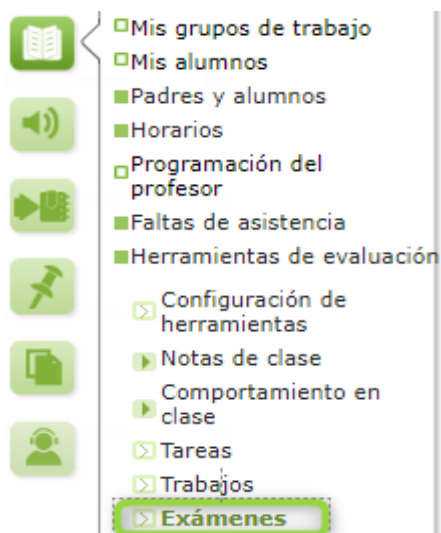 Mis grupos de trabajo
Mis alumnos
Padres y alumnos
Horarios
Programación del
profesor
Faltas de asistencia
Herramientas de evaluación
Configuración de
herramientas
Notas de clase
Comportamiento en
clase
Tareas
Trabajos
Exámenes